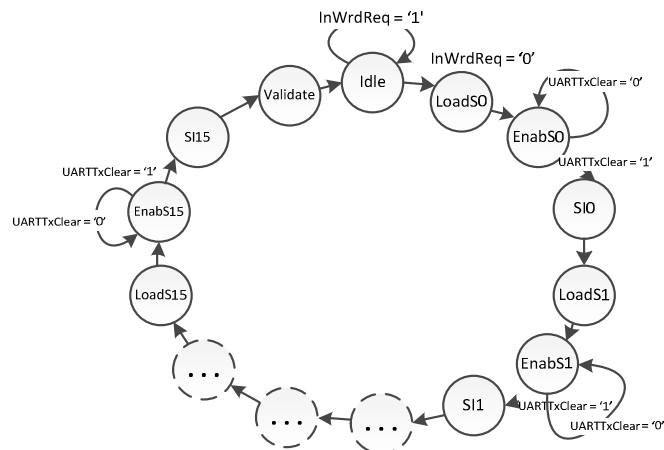 InWrdReq = ‘1'
InWrdReq = ‘0’
Idle
Validate
LoadS0
UARTTxClear = ‘0’
EnabS0
SI15
UARTTxClear = ‘1’
UARTTxClear = ‘1’
SI0
EnabS15
UARTTxClear = ‘0’
LoadS15
LoadS1
EnabS1
. . .
SI1
UARTTxClear = ‘1’
. . .
. . .
UARTTxClear = ‘0’